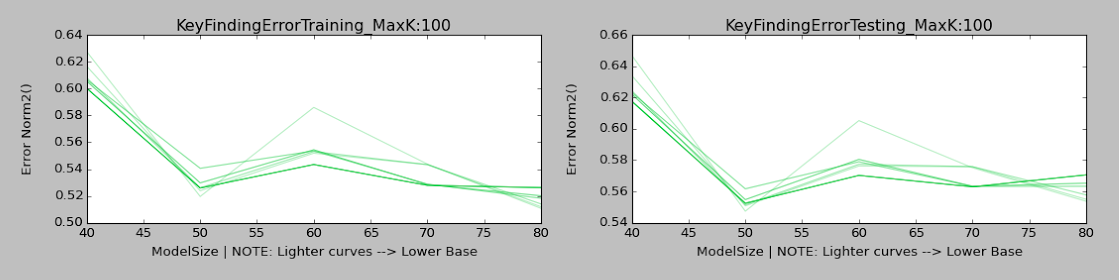 KeyFindingErrorTraining_MaxK:100
Error Norm2()
0.64
0.62
0.60
0.58
0.56
0.54
0.52
0.50
40 45 50 55 60 65 70 75 80
ModelSize | NOTE: Lighter curves --> Lower Base
KeyFindingErrorTesting_MaxK:100
Error Norm2()
0.66
0.64
0.62
0.60
0.58
0.56
0.54
40 45 50 55 60 65 70 75 80
ModelSize | NOTE: Lighter curves --> Lower Base